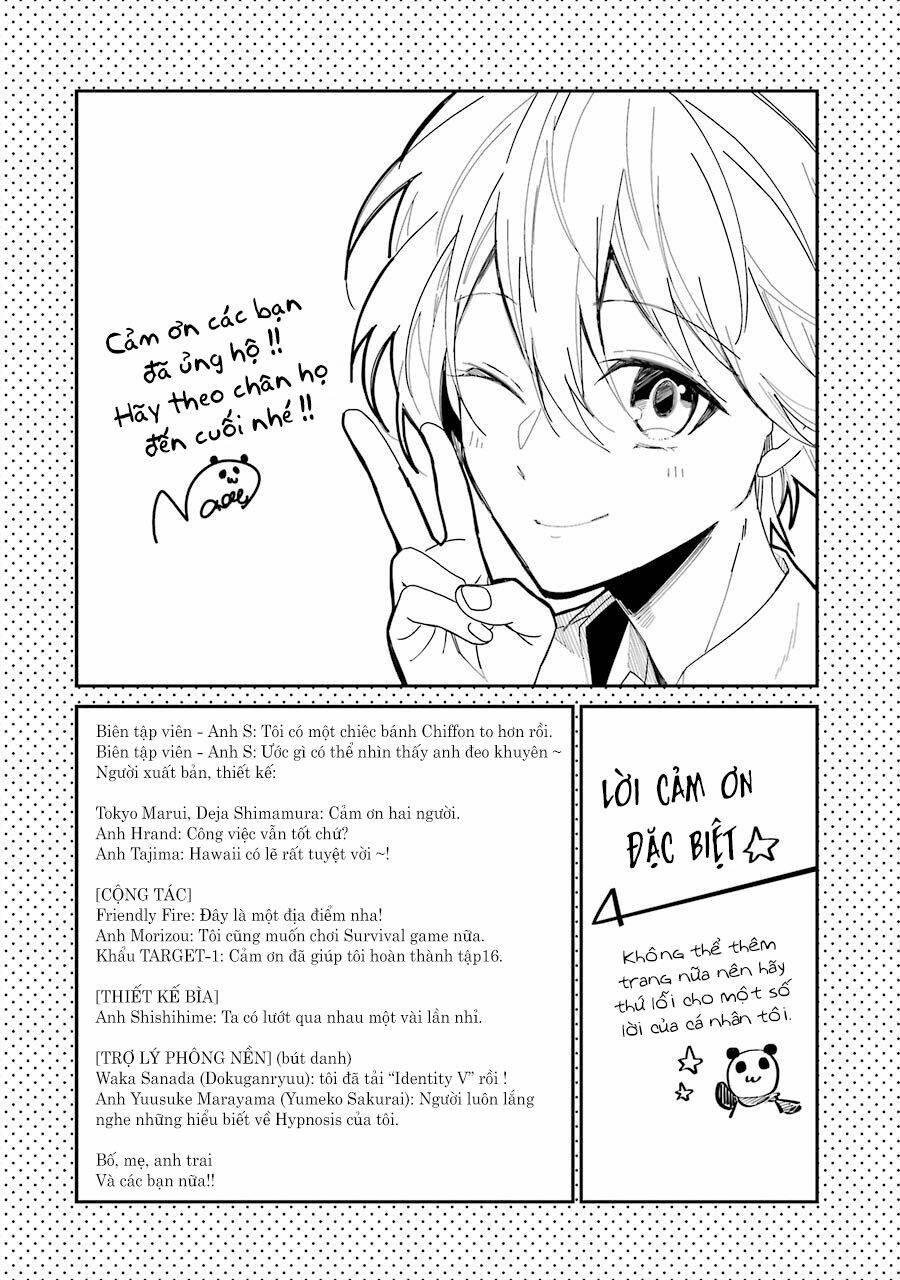 Cảm ơn các bạn
đã ủng hộ !!
Hãy theo chân họ
đến cuối nhé !!
Biên tập viên - Anh S: Tôi có một chiêc bánh Chiffon to hơn rồi.
Biên tập viên - Anh S: Ước gì có thể nhìn thấy anh đeo khuyên ~
Người xuất bản, thiết kế:
Tokyo Marui, Deja Shimamura: Cảm ơn hai người.
Anh Hrand: Công việc vẫn tốt chứ?
Anh Tajima: Hawaii có lẽ rất tuyệt vời ~!
[CỘNG TÁC]
Friendly Fire: Đây là một địa điểm nha!
Anh Morizou: Tôi cũng muốn chơi Survival game nữa.
Khẩu TARGET-1: Cảm ơn đã giúp tôi hoàn thành tập16.
[THIẾT KẾ BÌA]
Anh Shishihime: Ta có lướt qua nhau một vài lần nhỉ.
[TRỢ LÝ PHÔNG NỀN] (bút danh)
Waka Sanada (Dokuganryuu): tôi đã tải “Identity V” rồi !
Anh Yuusuke Marayama (Yumeko Sakurai): Người luôn lắng
nghe những hiểu biết về Hypnosis của tôi.
Bố, mẹ, anh trai
Và các bạn nữa!!
LỜI CẢM ƠN
ĐẶC BIỆT
Không thể thêm
trang nữa nên hãy
thứ lỗi cho một số
lời của cá nhân tôi.